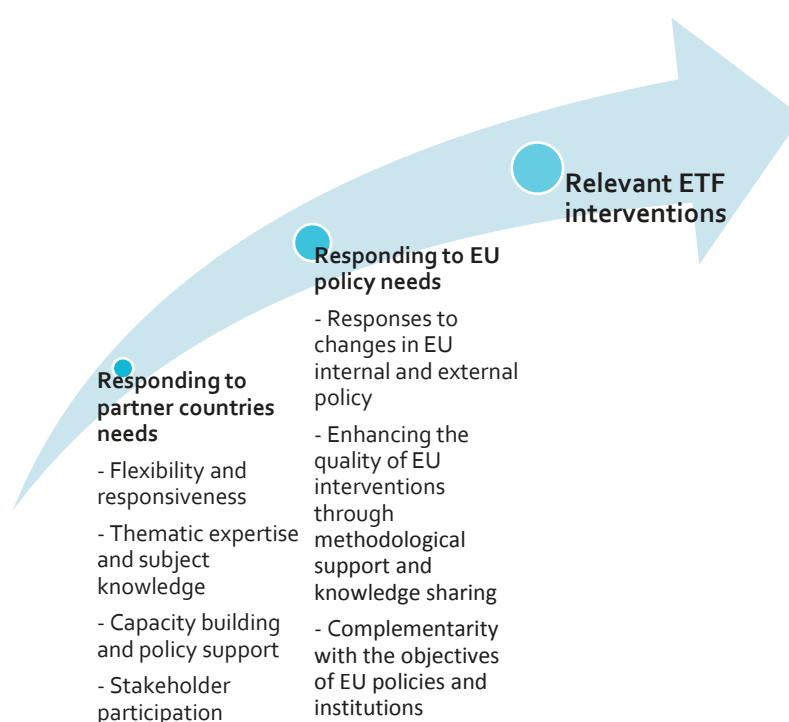 Relevant ETF
interventions
Responding to EU
policy needs
- Responses to
changes in EU
internal and external
policy
- Enhancing the
quality of EU
interventions
through
methodological
support and
knowledge sharing
- Complementarity
with the objectives
of EU policies and
institutions
Responding to
partner countries
needs
- Flexibility and
responsiveness
- Thematic expertise
and subject
knowledge
- Capacity building
and policy support
- Stakeholder
participation